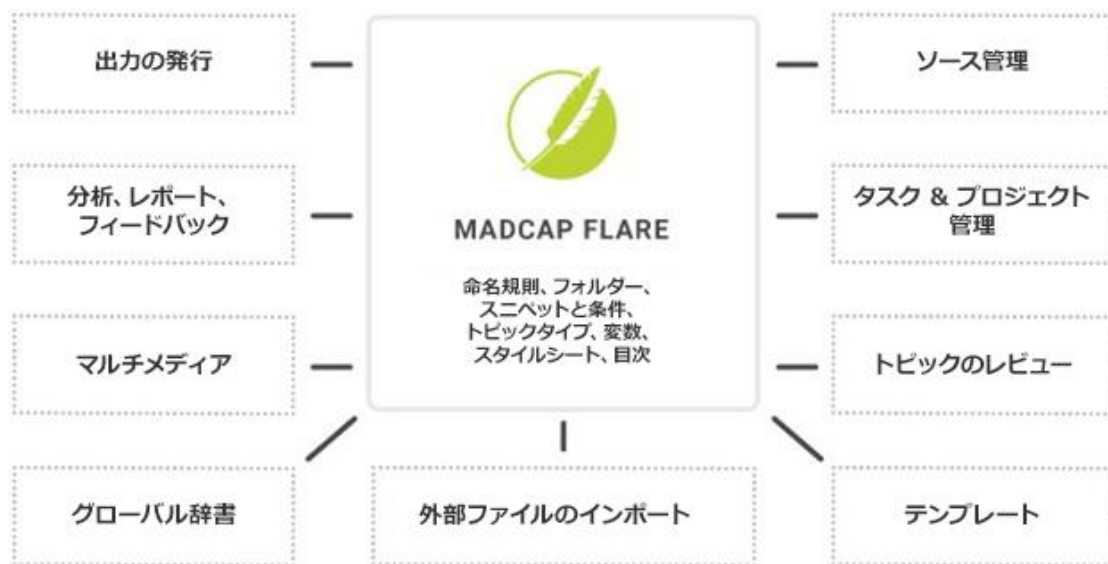 出力の発行
ソース管理
MADCAP FLARE
命名規則、フォルダー、
スニペットと条件、
トピックタイプ、変数、
スタイルシート、目次
分析、レポート、
フィードバック
タスク & プロジェクト
管理
マルチメディア
トピックのレビュー
グローバル辞書
外部ファイルのインポート
テンプレート